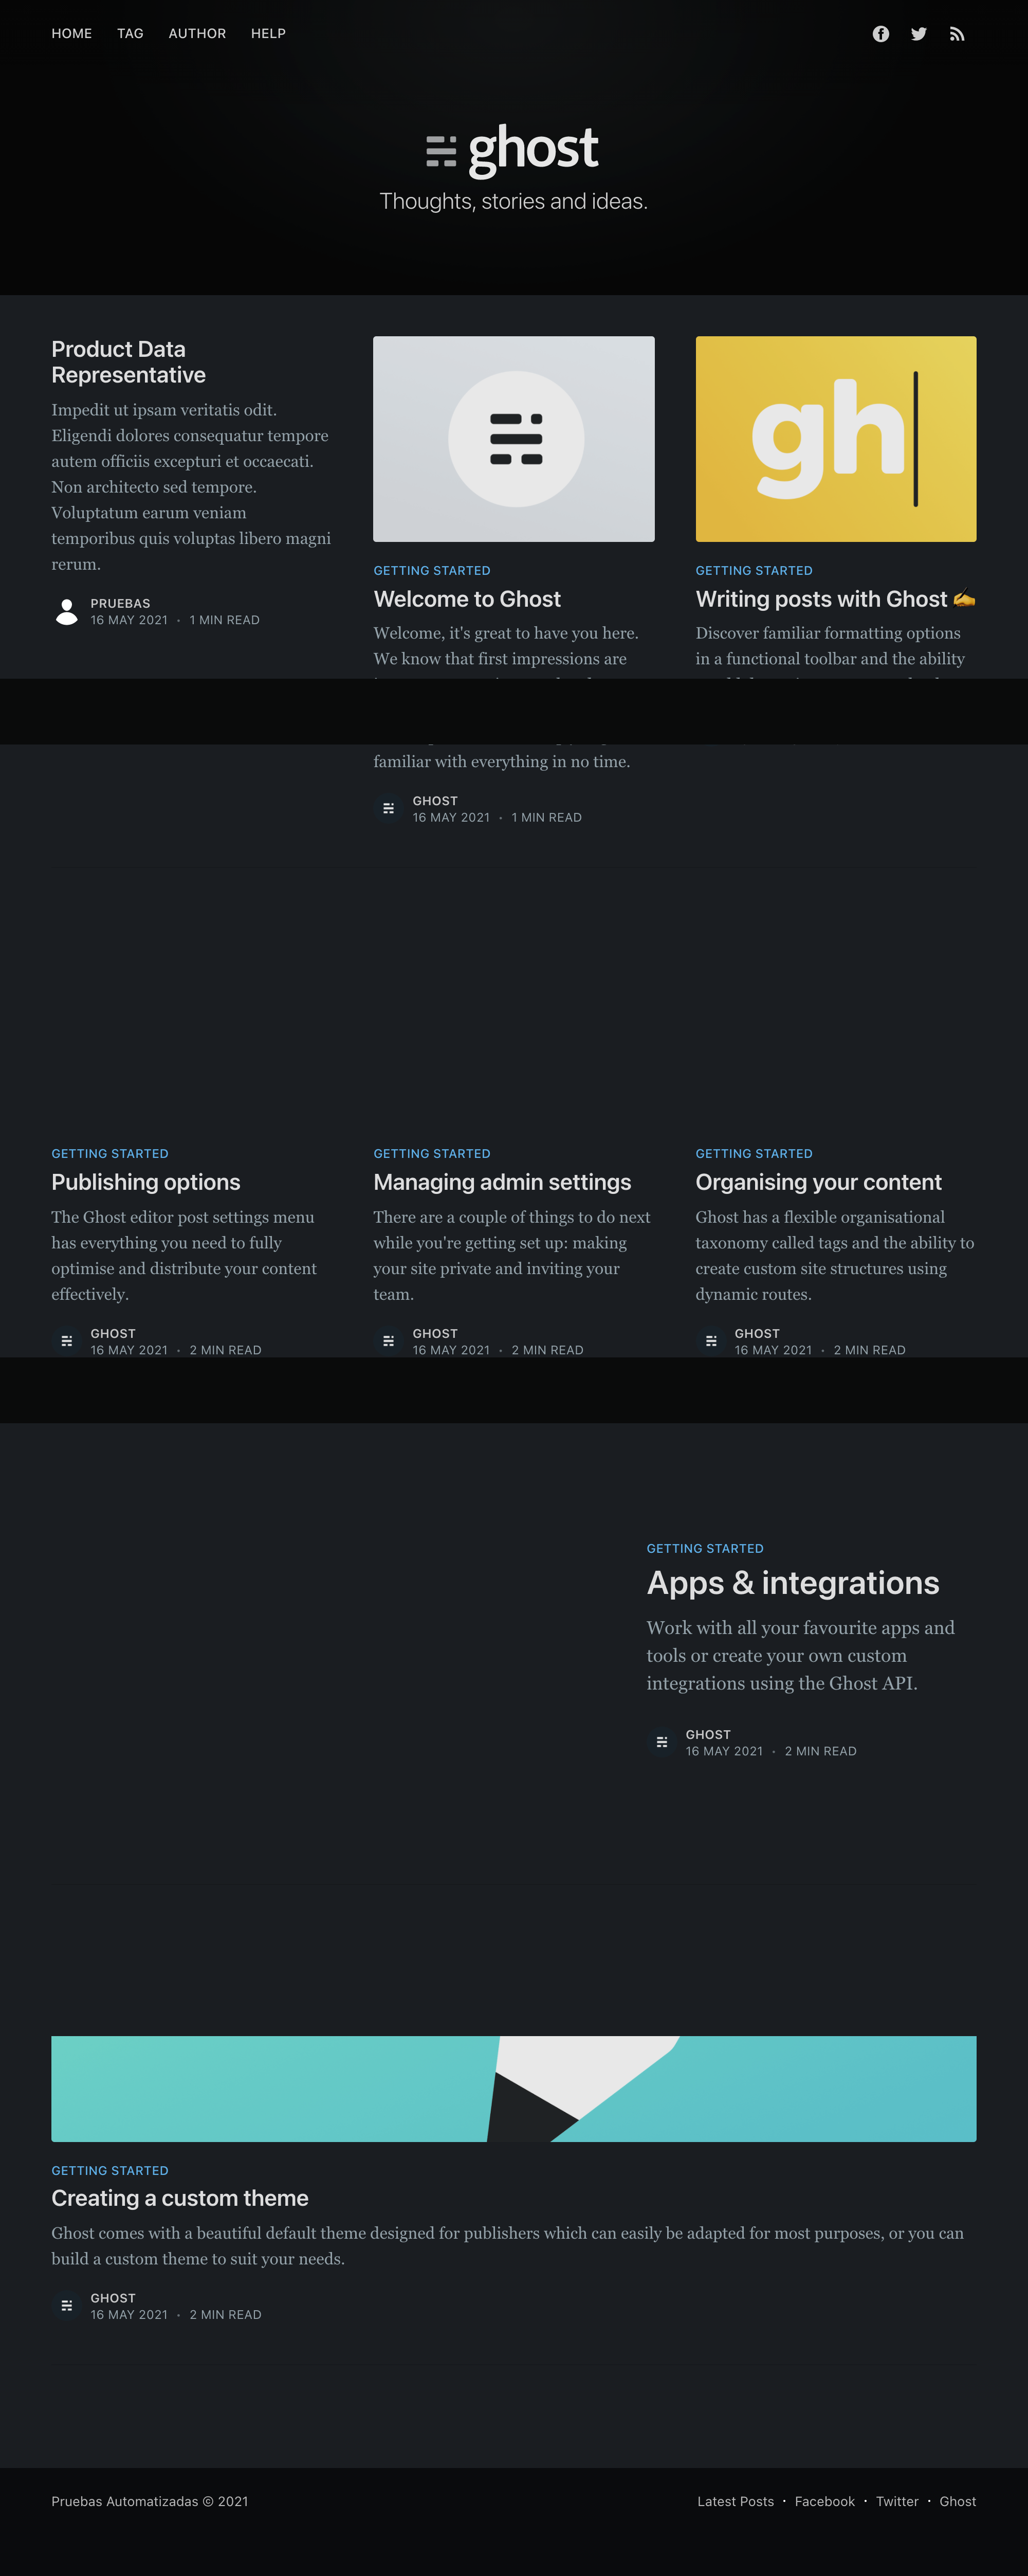 HOME TAG AUTHOR HELP
ghost
Thoughts, stories and ideas.
Product Data
Representative
Impedit ut ipsam veritatis odit.
Eligendi dolores consequatur tempore
autem officiis excepturi et occaecati.
Non architecto sed tempore.
Voluptatum earum veniam
temporibus quis voluptas libero magni
rerum.
PRUEBAS
16 MAY 2021 • 1 MIN READ
GETTING STARTED
Welcome to Ghost
Welcome, it's great to have you here.
We know that first impressions are
familiar with everything in no time.
GHOST
16 MAY 2021 • 1 MIN READ
gh
GETTING STARTED
Writing posts with Ghost ✍️
Discover familiar formatting options
in a functional toolbar and the ability
GETTING STARTED
Publishing options
The Ghost editor post settings menu
has everything you need to fully
optimise and distribute your content
effectively.
GHOST
16 MAY 2021 • 2 MIN READ
GETTING STARTED
Managing admin settings
There are a couple of things to do next
while you're getting set up: making
your site private and inviting your
team.
GHOST
16 MAY 2021 • 2 MIN READ
GETTING STARTED
Organising your content
Ghost has a flexible organisational
taxonomy called tags and the ability to
create custom site structures using
dynamic routes.
GHOST
16 MAY 2021 • 2 MIN READ
GETTING STARTED
Apps & integrations
Work with all your favourite apps and
tools or create your own custom
integrations using the Ghost API.
GHOST
16 MAY 2021 • 2 MIN READ
GETTING STARTED
Creating a custom theme
Ghost comes with a beautiful default theme designed for publishers which can easily be adapted for most purposes, or you can
build a custom theme to suit your needs.
GHOST
16 MAY 2021 • 2 MIN READ
Pruebas Automatizadas © 2021
Latest Posts • Facebook • Twitter • Ghost